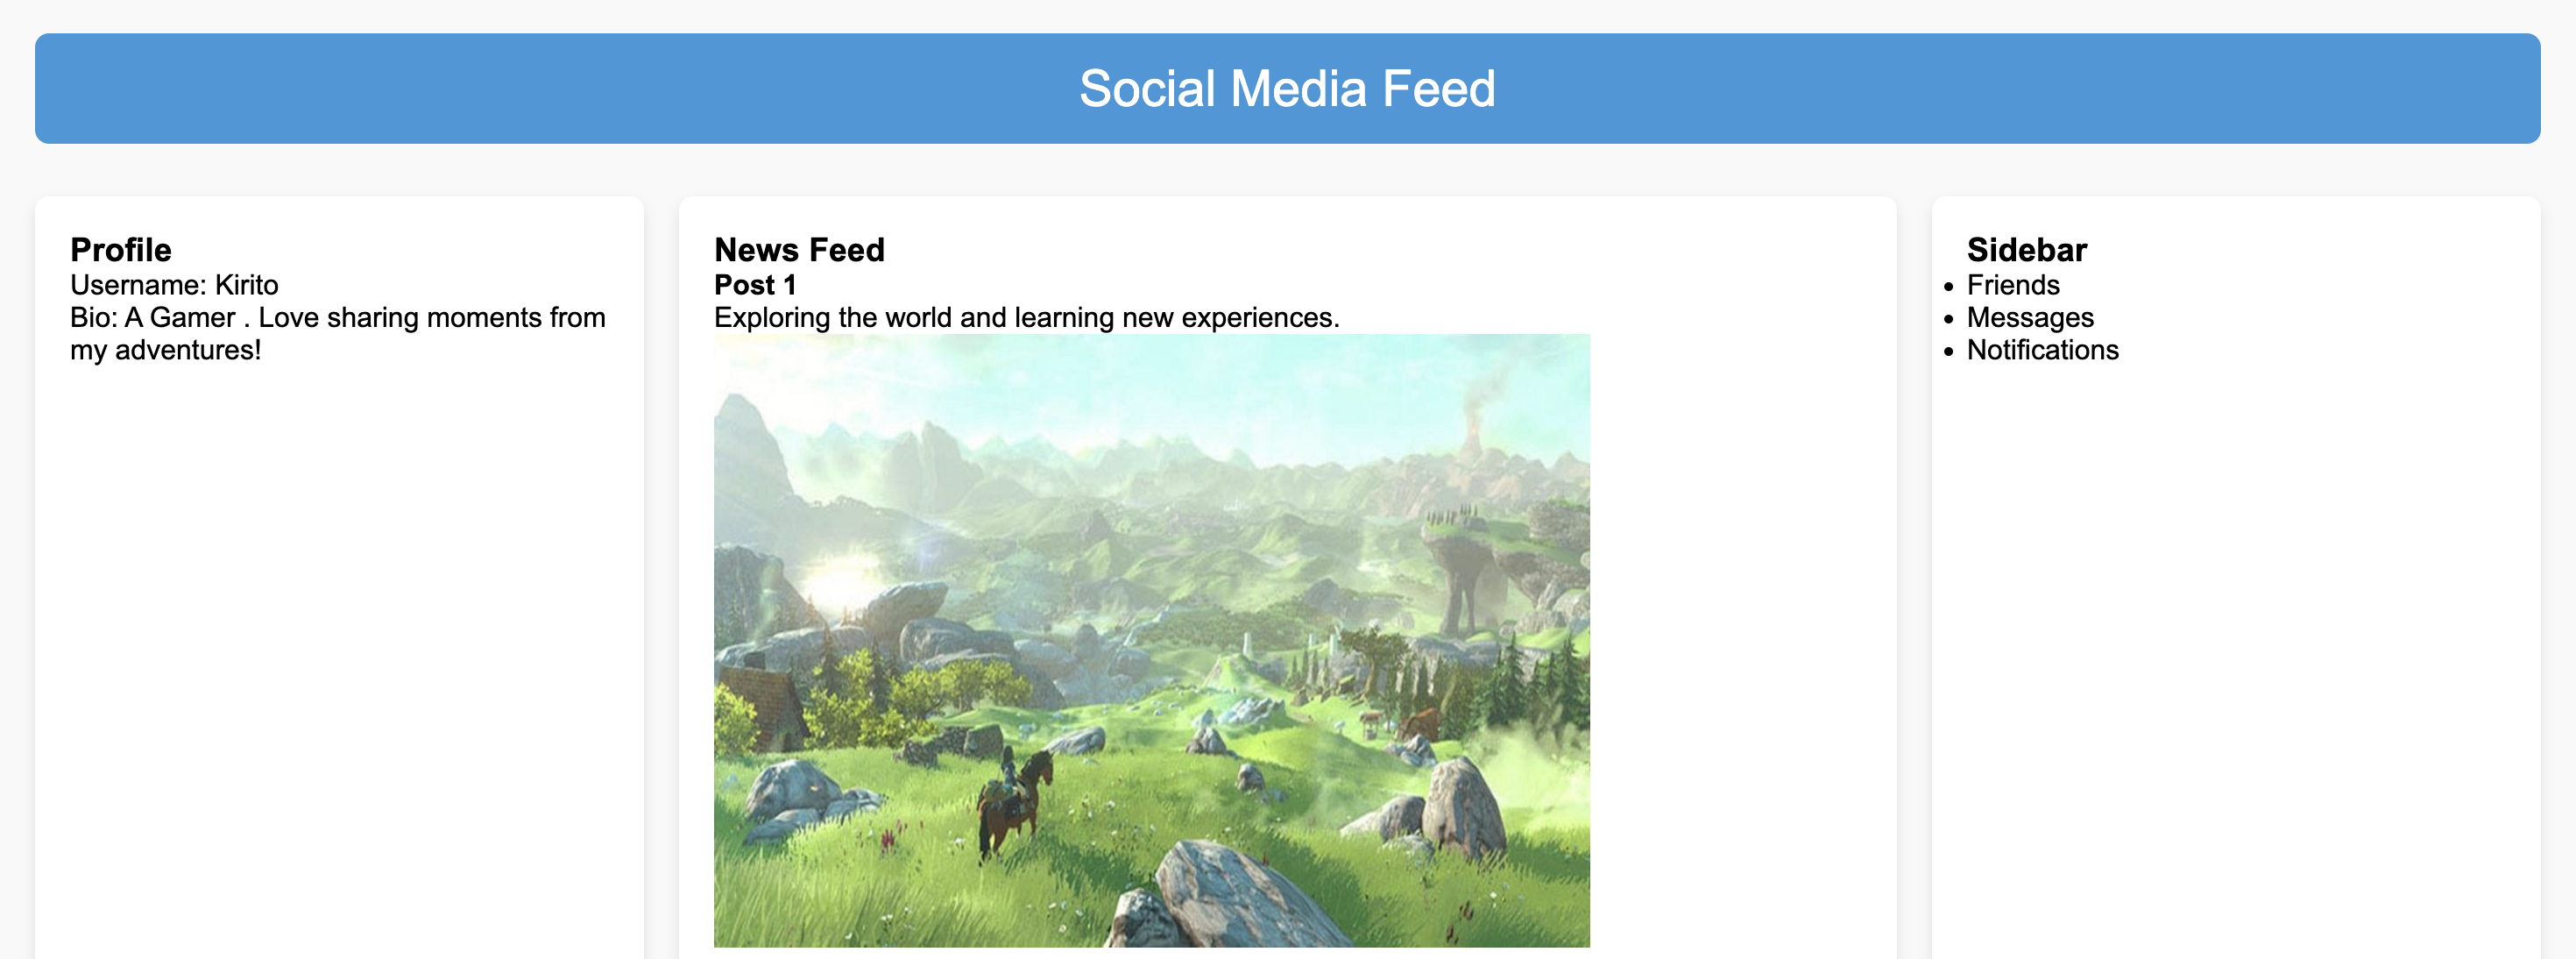 Social Media Feed
Profile
Username: Kirito
Bio: A Gamer . Love sharing moments from
my adventures!
News Feed
Post 1
Exploring the world and learning new experiences.
Sidebar
Friends
Messages
Notifications